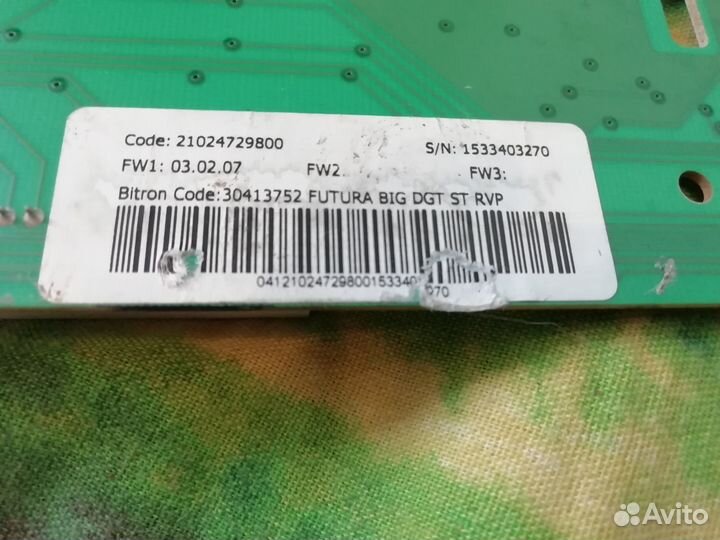 Code: 21024729800 S/N: 1533403270
FW1: 03.02.07 FW2. FW3:
Bitron Code:30413752 FUTURA BIG DGT ST RVP
Avito